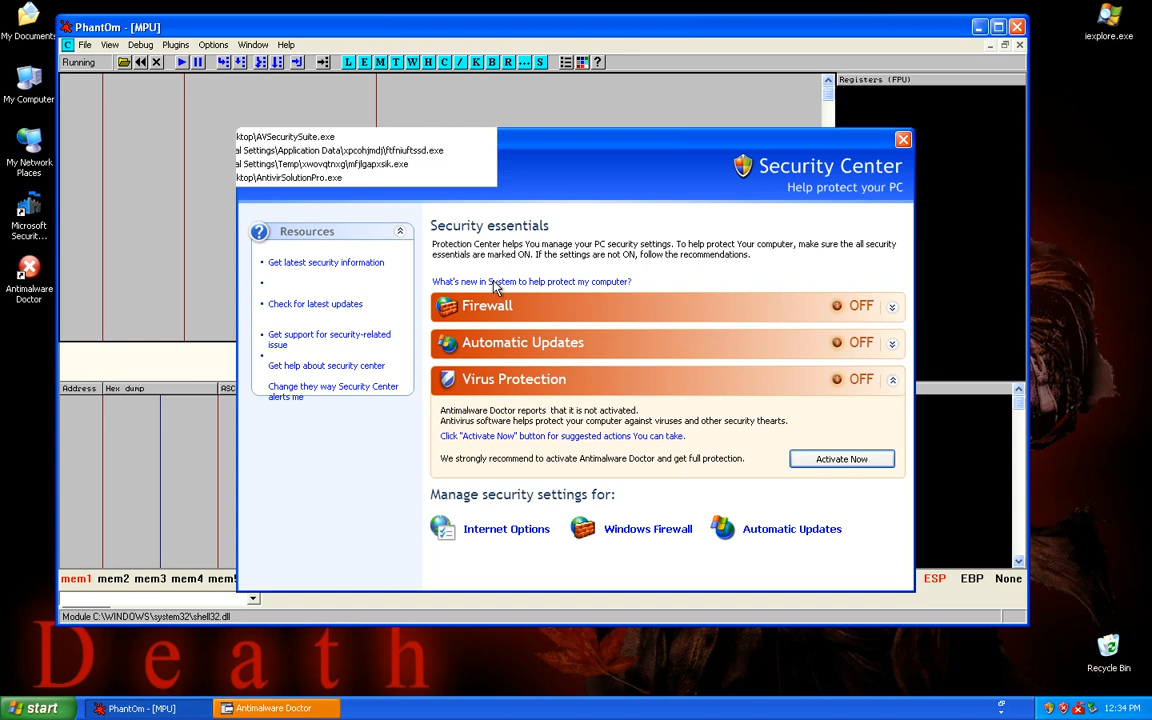 My Documents
My Computer
My Network
Places
Microsoft
Securit...
Antimalware
Doctor
iexplore.exe
Recycle Bin
PhantOm - [MPU]
C File View Debug Plugins Options Window Help
Running
L E M T W H C / K B R ... S ?
Registers (FPU)
ktop\AVSecuritySuite.exe
al Settings\Application Data\xpcohjmdj\ftfniuftssd.exe
al Settings\Temp\xwovqtnxg\mfjlgapxsik.exe
ktop\AntivirSolutionPro.exe
Security Center
Help protect your PC
Resources
Get latest security information
Check for latest updates
Get support for security-related
issue
Get help about security center
Change they way Security Center
alerts me
Security essentials
Protection Center helps You manage your PC security settings. To help protect Your computer, make sure the all security
essentials are marked ON. If the settings are not ON, follow the recommendations.
What's new in System to help protect my computer?
Firewall OFF
Automatic Updates OFF
Virus Protection OFF
Antimalware Doctor reports that it is not activated.
Antivirus software helps protect your computer against viruses and other security thearts.
Click "Activate Now" button for suggested actions You can take.
We strongly recommend to activate Antimalware Doctor and get full protection.
Activate Now
Manage security settings for:
Internet Options Windows Firewall Automatic Updates
Address Hex dump ASC
mem1 mem2 mem3 mem4 mem5
ESP EBP None
Module C:\WINDOWS\system32\shell32.dll
Death
start
PhantOm - [MPU]
Antimalware Doctor
12:34 PM